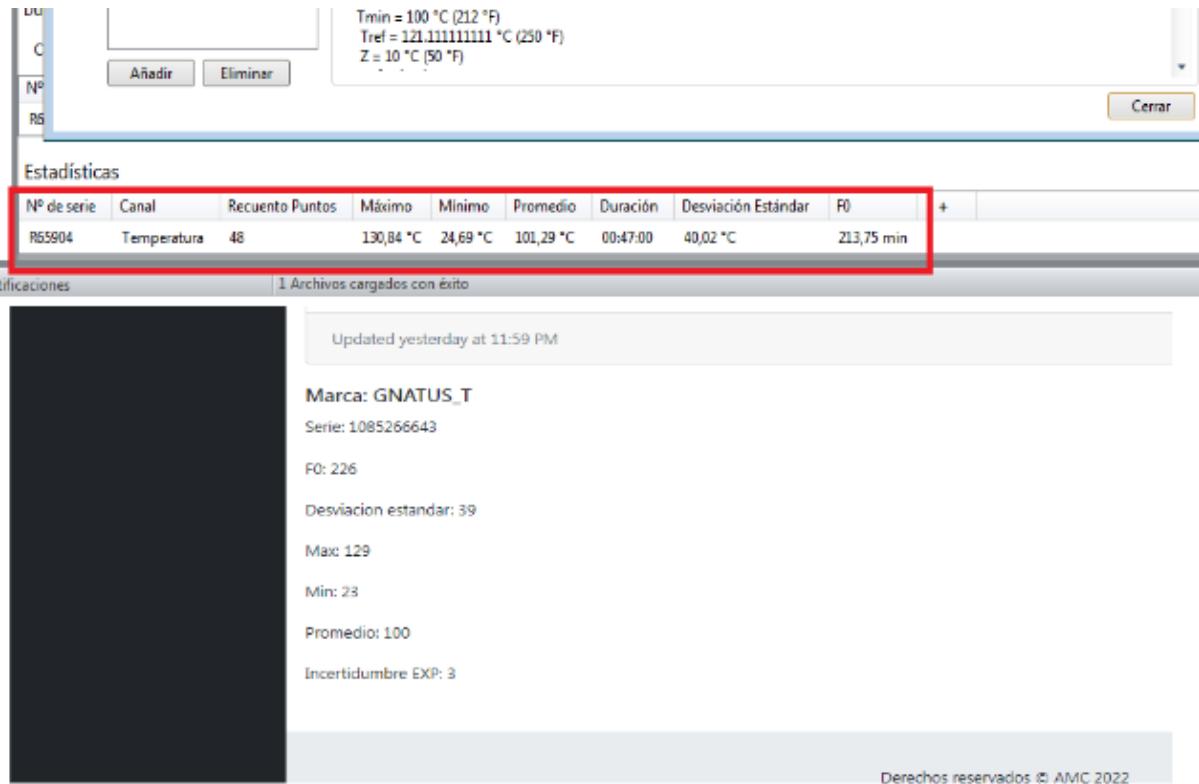 Tmin = 100 °C (212 °F)
Tref = 121.111111111 °C (250 °F)
C
Z = 10 °C (50 °F)
Añadir Eliminar
Nº
Cerrar
R6
Estadísticas
Nº de serie Canal Recuento Puntos Máximo Mínimo Promedio Duración Desviación Estándar F0 +
R65904 Temperatura 48 130,84 °C 24,69 °C 101,29 °C 00:47:00 40,02 °C 213,75 min
tificaciones 1 Archivos cargados con éxito
Updated yesterday at 11:59 PM
Marca: GNATUS_T
Serie: 1085266643
F0: 226
Desviacion estandar: 39
Max: 129
Min: 23
Promedio: 100
Incertidumbre EXP: 3
Derechos reservados © AMC 2022